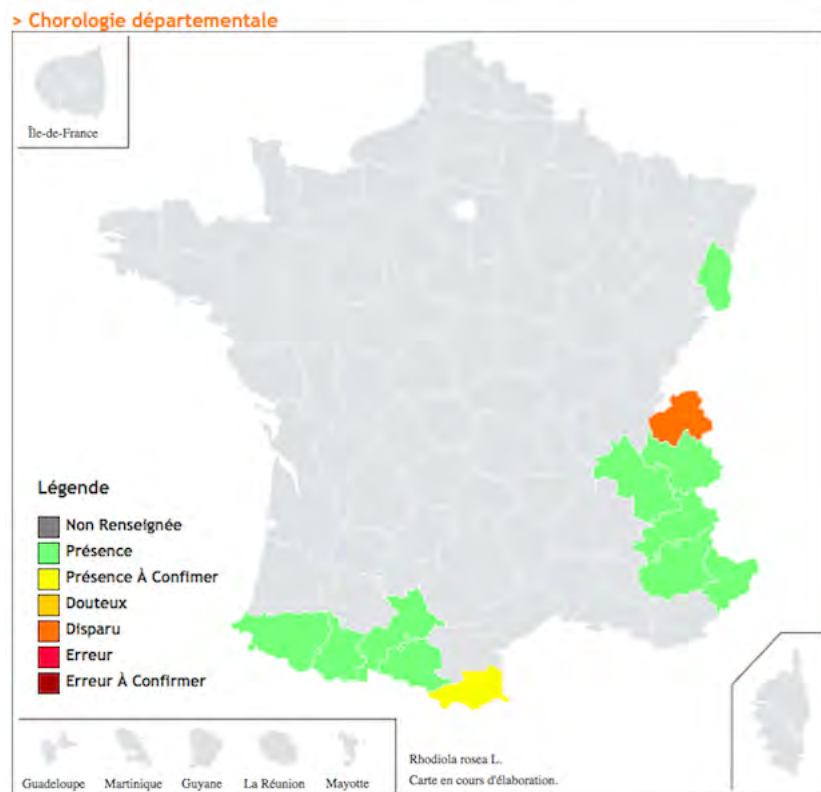 > Chorologie départementale
Île-de-France
Légende
Non Renseignée
Présence
Présence À Confimer
Douteux
Disparu
Erreur
Erreur À Confirmer
Guadeloupe
Martinique
Guyane
La Réunion
Mayotte
Rhodiola rosea L.
Carte en cours d'élaboration.